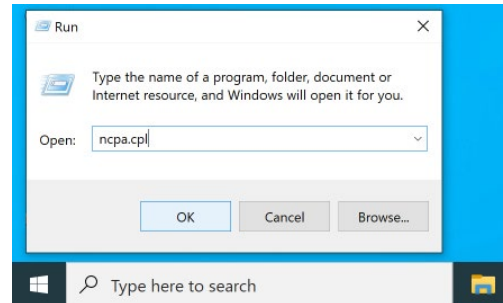 Run
Type the name of a program, folder, document or
Internet resource, and Windows will open it for you.
Open: ncpa.cpl
OK Cancel Browse...
Type here to search